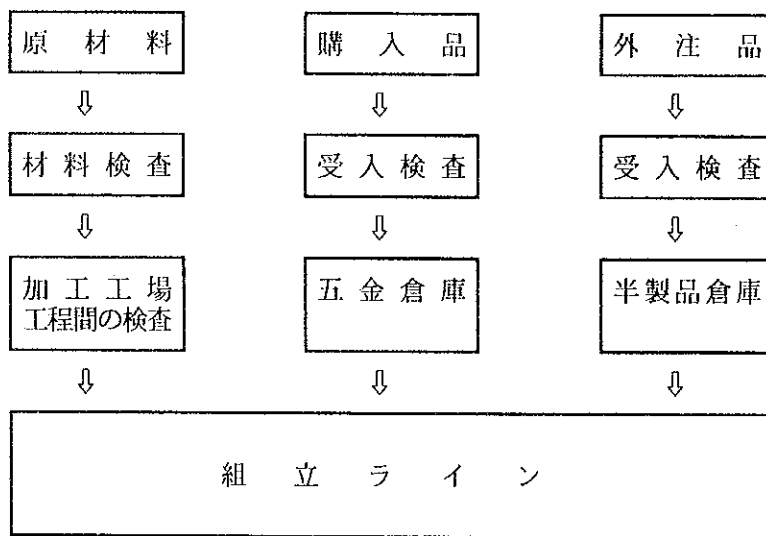 原材料
購入品
外注品
⇩
⇩
⇩
材料検査
受入検査
受入検査
⇩
⇩
⇩
加工工場
工程間の検査
五金倉庫
半製品倉庫
⇩
⇩
⇩
組立ライン